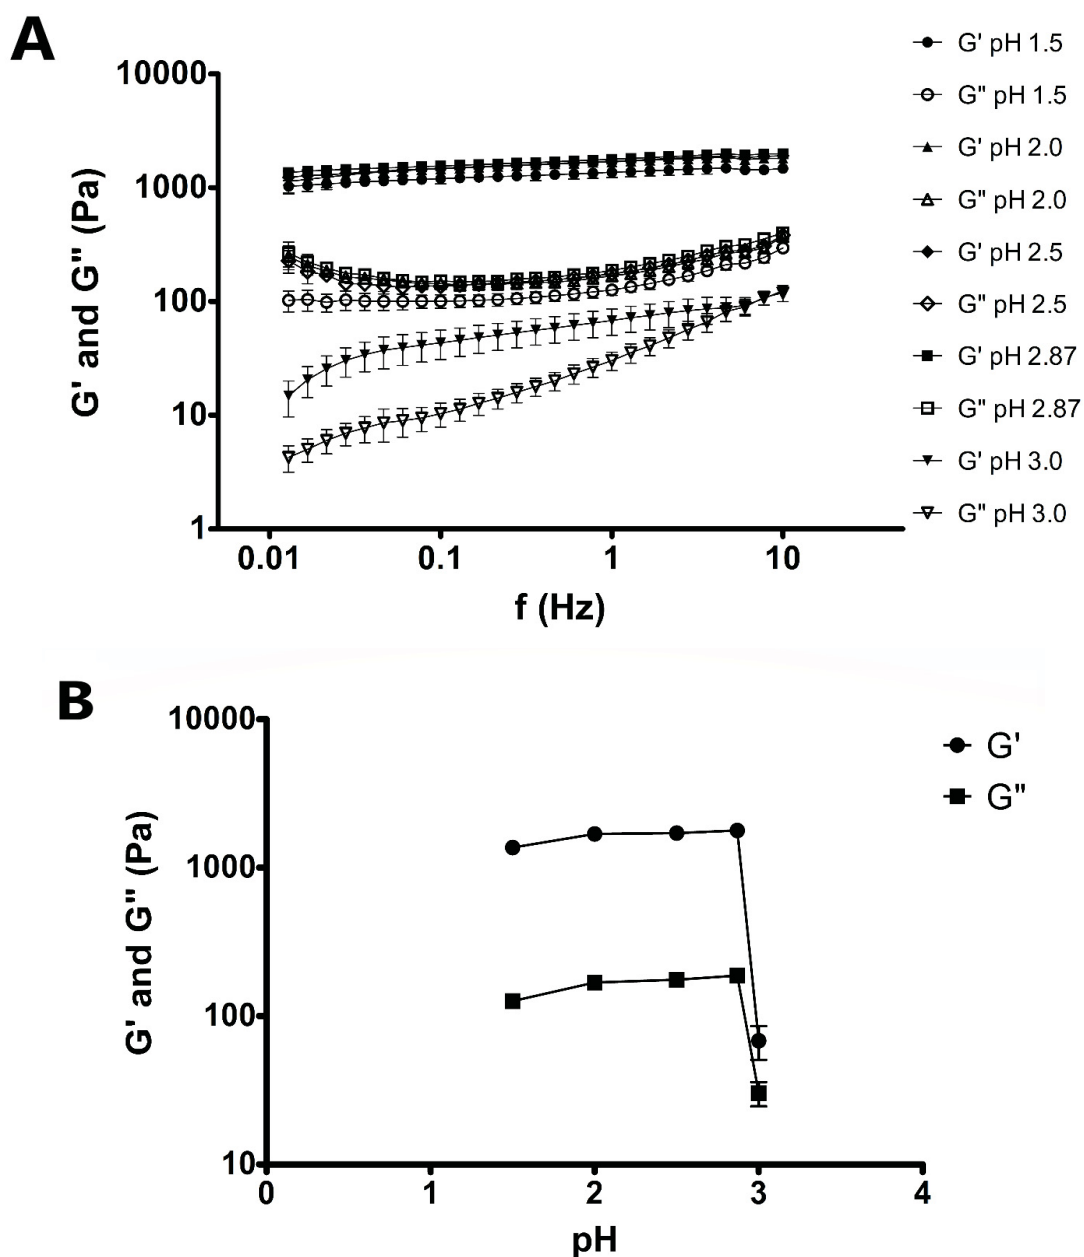 A
10000
1000
100
10
1
G' and G" (Pa)
0.01 0.1 1 10
f (Hz)
G' pH 1.5
G" pH 1.5
G' pH 2.0
G" pH 2.0
G' pH 2.5
G" pH 2.5
G' pH 2.87
G" pH 2.87
G' pH 3.0
G" pH 3.0
B
10000
1000
100
10
G' and G" (Pa)
0 1 2 3 4
pH
G'
G"